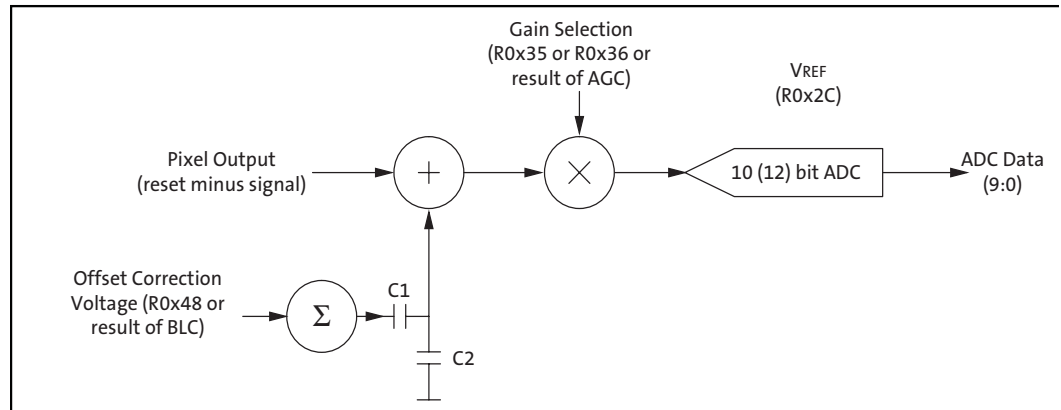 Gain Selection
(R0x35 or R0x36 or
result of AGC)
VREF
(R0x2C)
Pixel Output
(reset minus signal)
+
×
10 (12) bit ADC
ADC Data
(9:0)
Offset Correction
Voltage (R0x48 or
result of BLC)
Σ
C1
C2